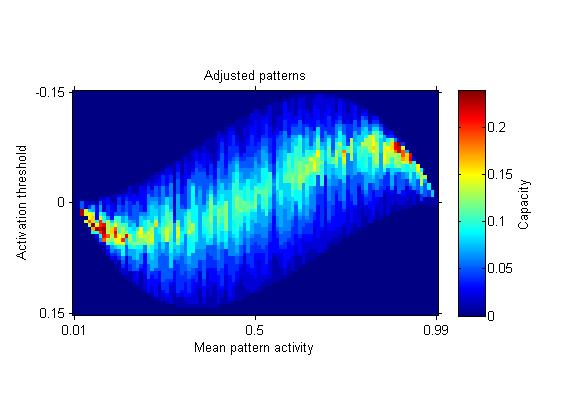 Adjusted patterns
-0.15
0
0.15
Activation threshold
0.01
0.5
0.99
Mean pattern activity
0.2
0.15
0.1
0.05
0
Capacity